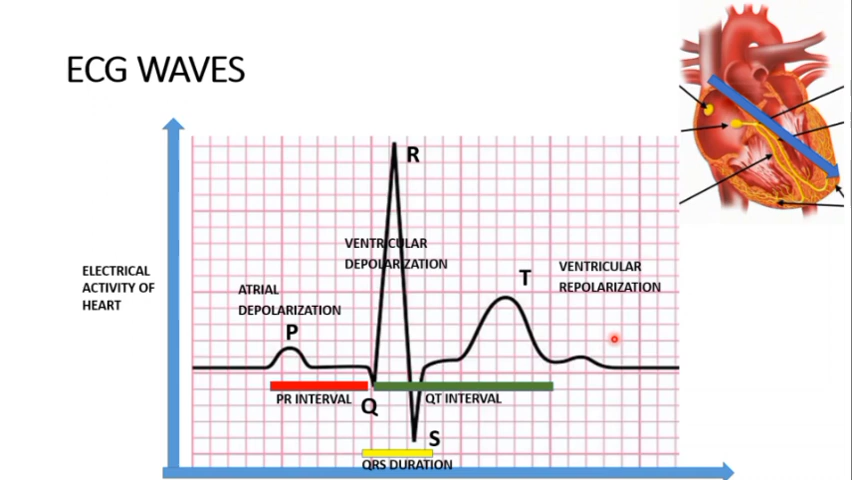 ECG WAVES
R
VENTRICULAR
DEPOLARIZATION
T
VENTRICULAR
REPOLARIZATION
ELECTRICAL
ACTIVITY OF
HEART
ATRIAL
DEPOLARIZATION
P
PR INTERVAL
Q
QT INTERVAL
S
QRS DURATION